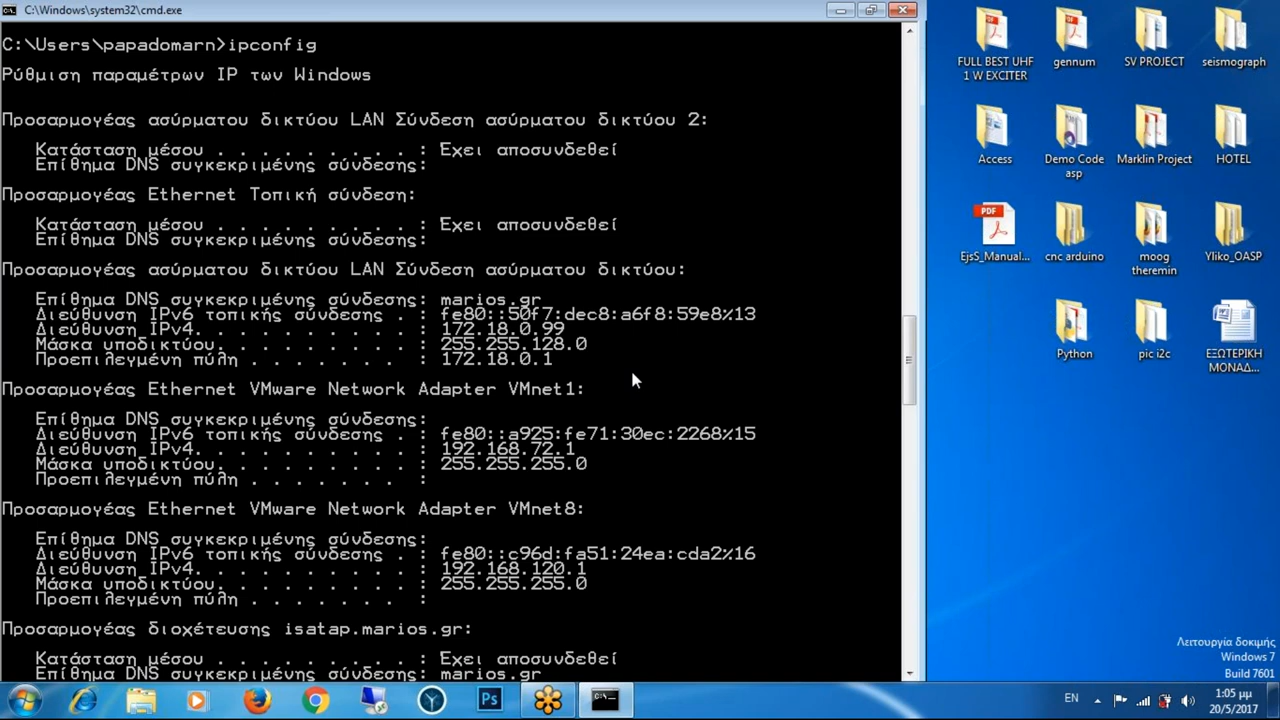 C:\Windows\system32\cmd.exe
C:\Users\papadomarn>ipconfig
Ρύθμιση παραμέτρων IP των Windows
Προσαρμογέας ασύρματου δικτύου LAN Σύνδεση ασύρματου δικτύου 2:
Κατάσταση μέσου . . . . . . . . . : Έχει αποσυνδεθεί
Επίθημα DNS συγκεκριμένης σύνδεσης:
Προσαρμογέας Ethernet Τοπική σύνδεση:
Κατάσταση μέσου . . . . . . . . . : Έχει αποσυνδεθεί
Επίθημα DNS συγκεκριμένης σύνδεσης:
Προσαρμογέας ασύρματου δικτύου LAN Σύνδεση ασύρματου δικτύου:
Επίθημα DNS συγκεκριμένης σύνδεσης: marios.gr
Διεύθυνση IPv6 τοπικής σύνδεσης . : fe80::50f7:dec8:a6f8:59e8%13
Διεύθυνση IPv4. . . . . . . . . . : 172.18.0.99
Μάσκα υποδικτύου. . . . . . . . . : 255.255.128.0
Προεπιλεγμένη πύλη . . . . . . . : 172.18.0.1
Προσαρμογέας Ethernet VMware Network Adapter VMnet1:
Επίθημα DNS συγκεκριμένης σύνδεσης:
Διεύθυνση IPv6 τοπικής σύνδεσης . : fe80::a925:fe71:30ec:2268%15
Διεύθυνση IPv4. . . . . . . . . . : 192.168.72.1
Μάσκα υποδικτύου. . . . . . . . . : 255.255.255.0
Προεπιλεγμένη πύλη . . . . . . . :
Προσαρμογέας Ethernet VMware Network Adapter VMnet8:
Επίθημα DNS συγκεκριμένης σύνδεσης:
Διεύθυνση IPv6 τοπικής σύνδεσης . : fe80::c96d:fa51:24ea:cda2%16
Διεύθυνση IPv4. . . . . . . . . . : 192.168.120.1
Μάσκα υποδικτύου. . . . . . . . . : 255.255.255.0
Προεπιλεγμένη πύλη . . . . . . . :
Προσαρμογέας διοχέτευσης isatap.marios.gr:
Κατάσταση μέσου . . . . . . . . . : Έχει αποσυνδεθεί
Επίθημα DNS συγκεκριμένης σύνδεσης: marios.gr
FULL BEST UHF
1 W EXCITER
gennum
SV PROJECT
seismograph
Access
Demo Code
asp
Marklin Project
HOTEL
PDF
EjsS_Manual...
cnc arduino
moog
theremin
Yliko_OASP
Python
pic i2c
ΕΞΩΤΕΡΙΚΗ
ΜΟΝΑΔ...
Λειτουργία δοκιμής
Windows 7
Build 7601
C:\
Ps
EN
1:05 μμ
20/5/2017